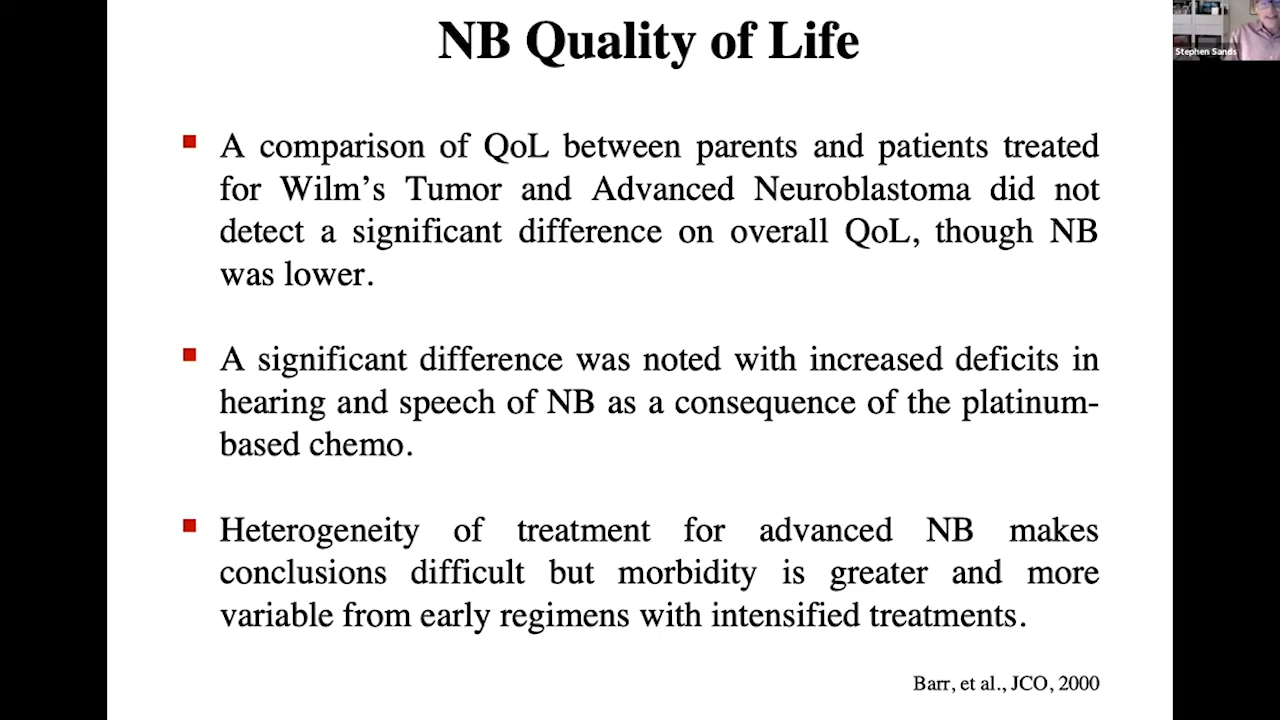 NB Quality of Life
Stephen Sands
A comparison of QoL between parents and patients treated
for Wilm's Tumor and Advanced Neuroblastoma did not
detect a significant difference on overall QoL, though NB
was lower.
A significant difference was noted with increased deficits in
hearing and speech of NB as a consequence of the platinum-
based chemo.
Heterogeneity of treatment for advanced NB makes
conclusions difficult but morbidity is greater and more
variable from early regimens with intensified treatments.
Barr, et al., JCO, 2000